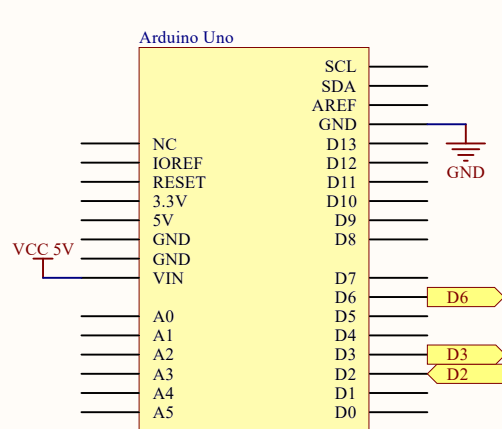 Arduino Uno
SCL
SDA
AREF
GND
NC D13
IOREF D12
RESET D11
3.3V D10
5V D9
GND D8
GND
VIN D7
D6
A0 D5
A1 D4
A2 D3
A3 D2
A4 D1
A5 D0
VCC 5V
GND
D6
D3
D2